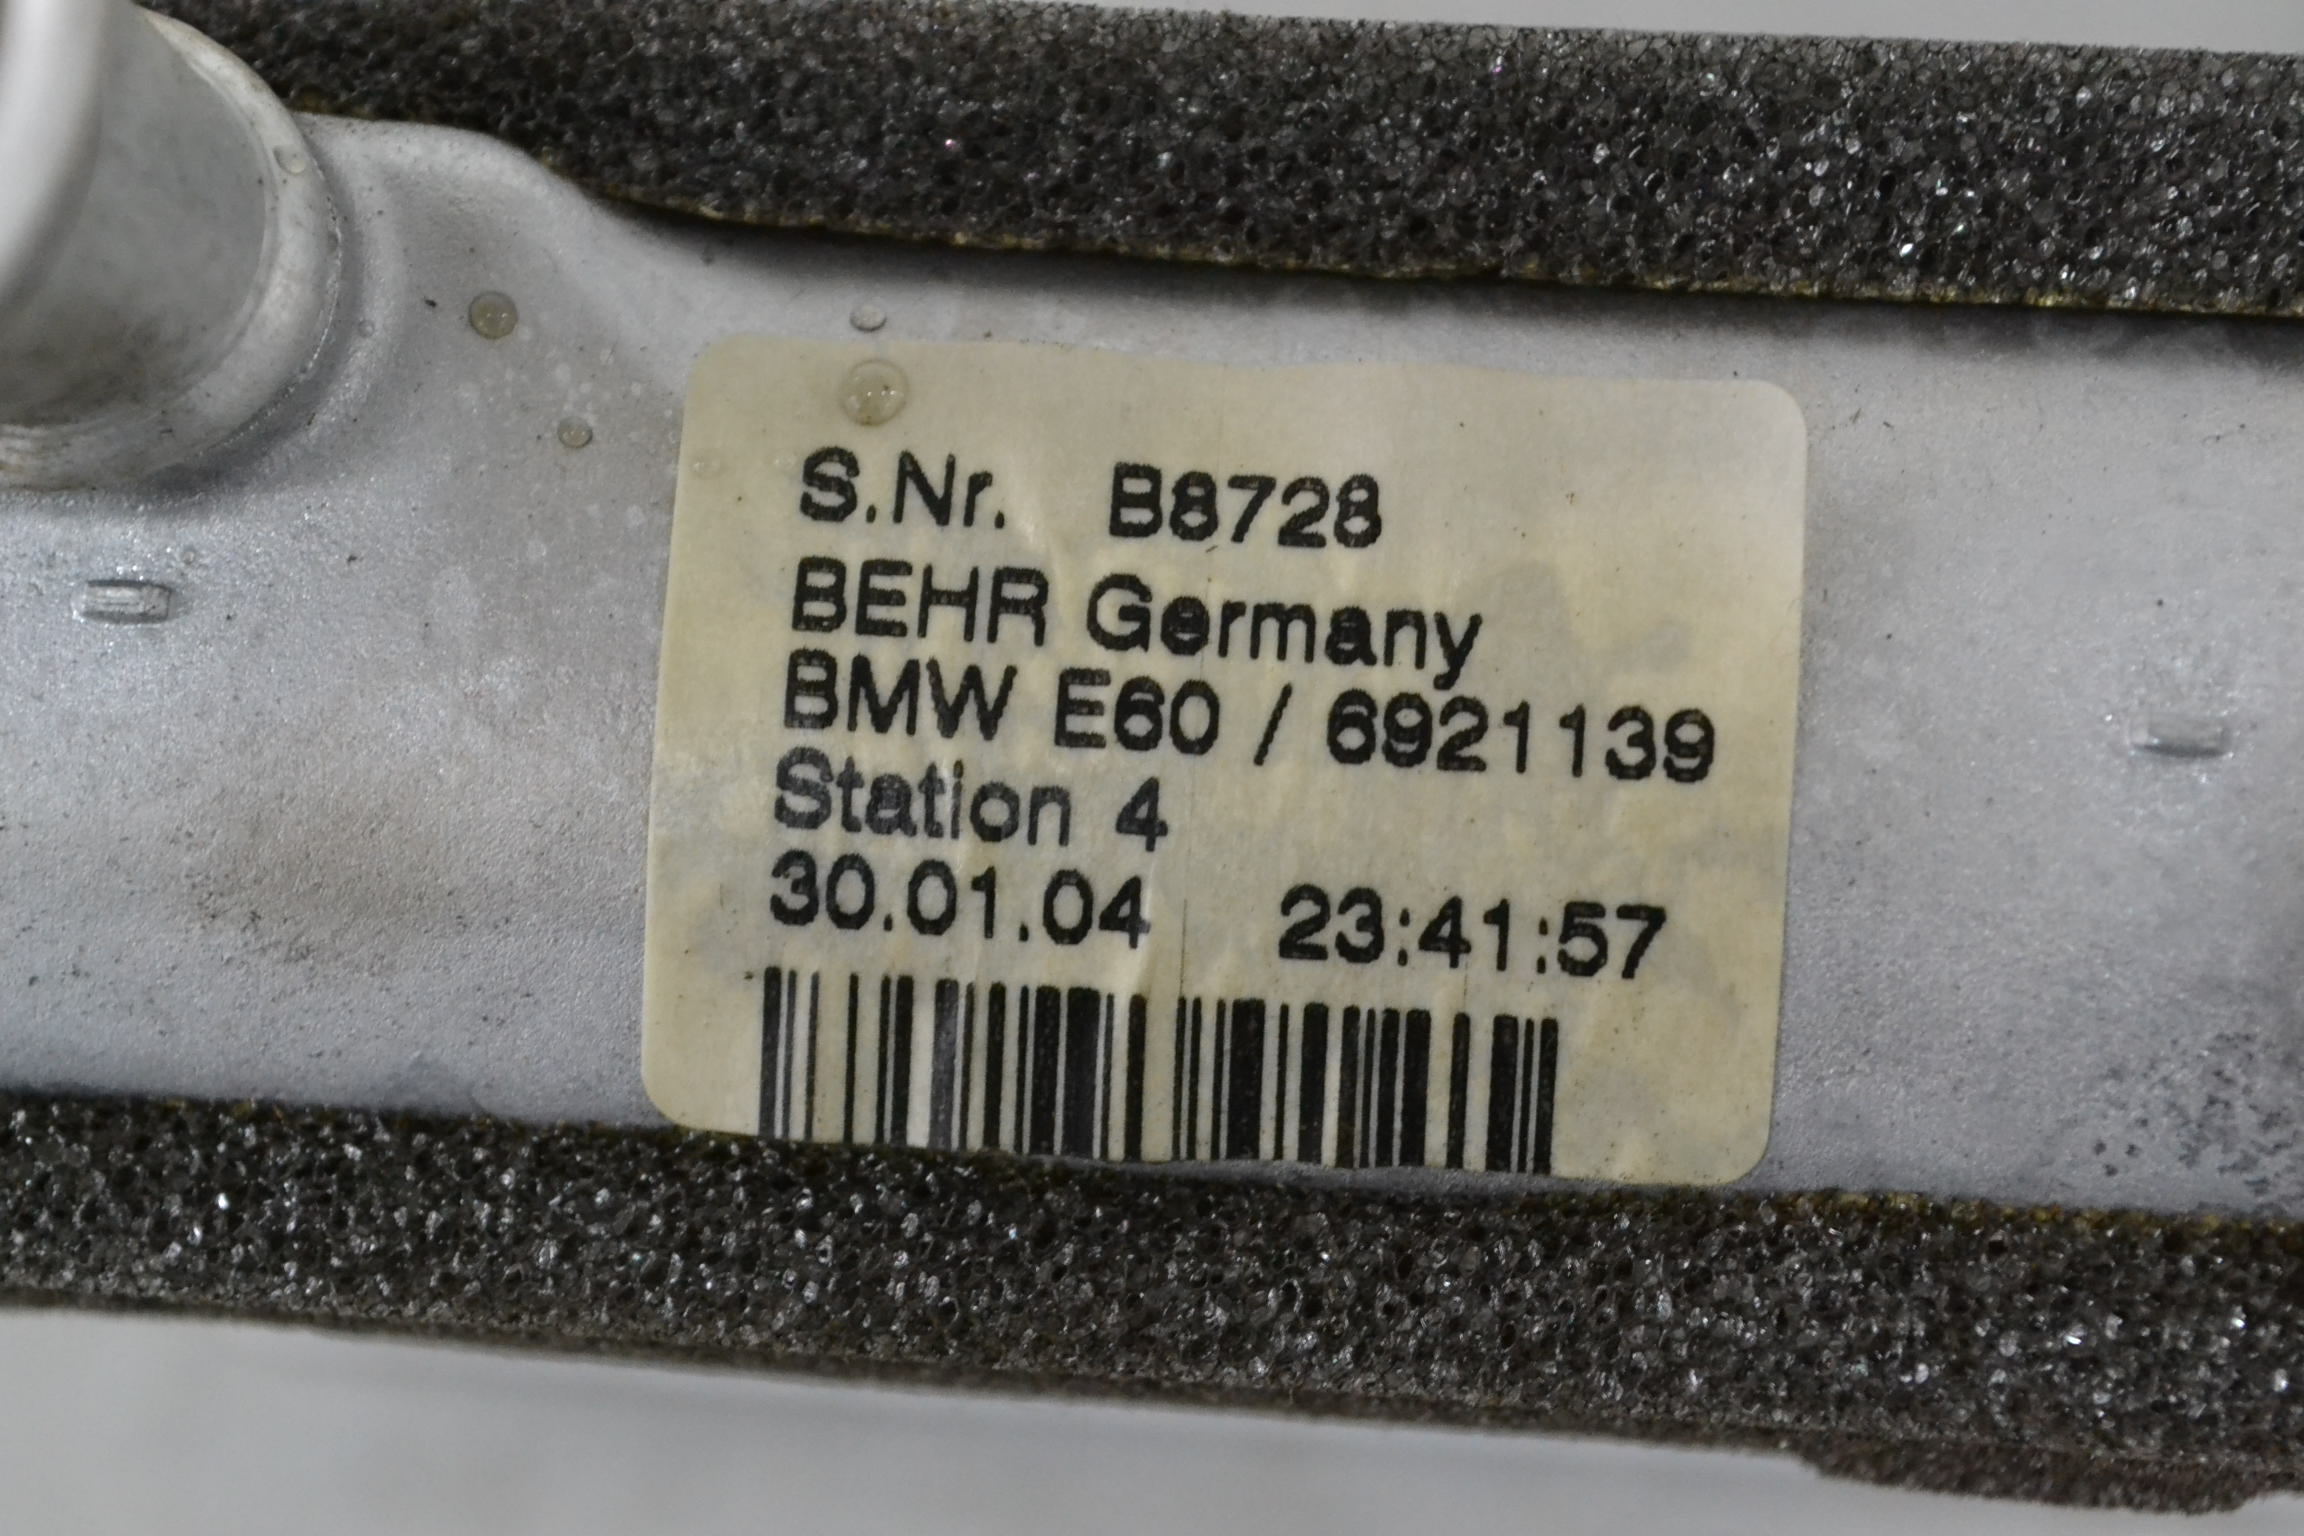 S.Nr. B8728
BEHR Germany
BMW E60 / 6921139
Station 4
30.01.04 23:41:57